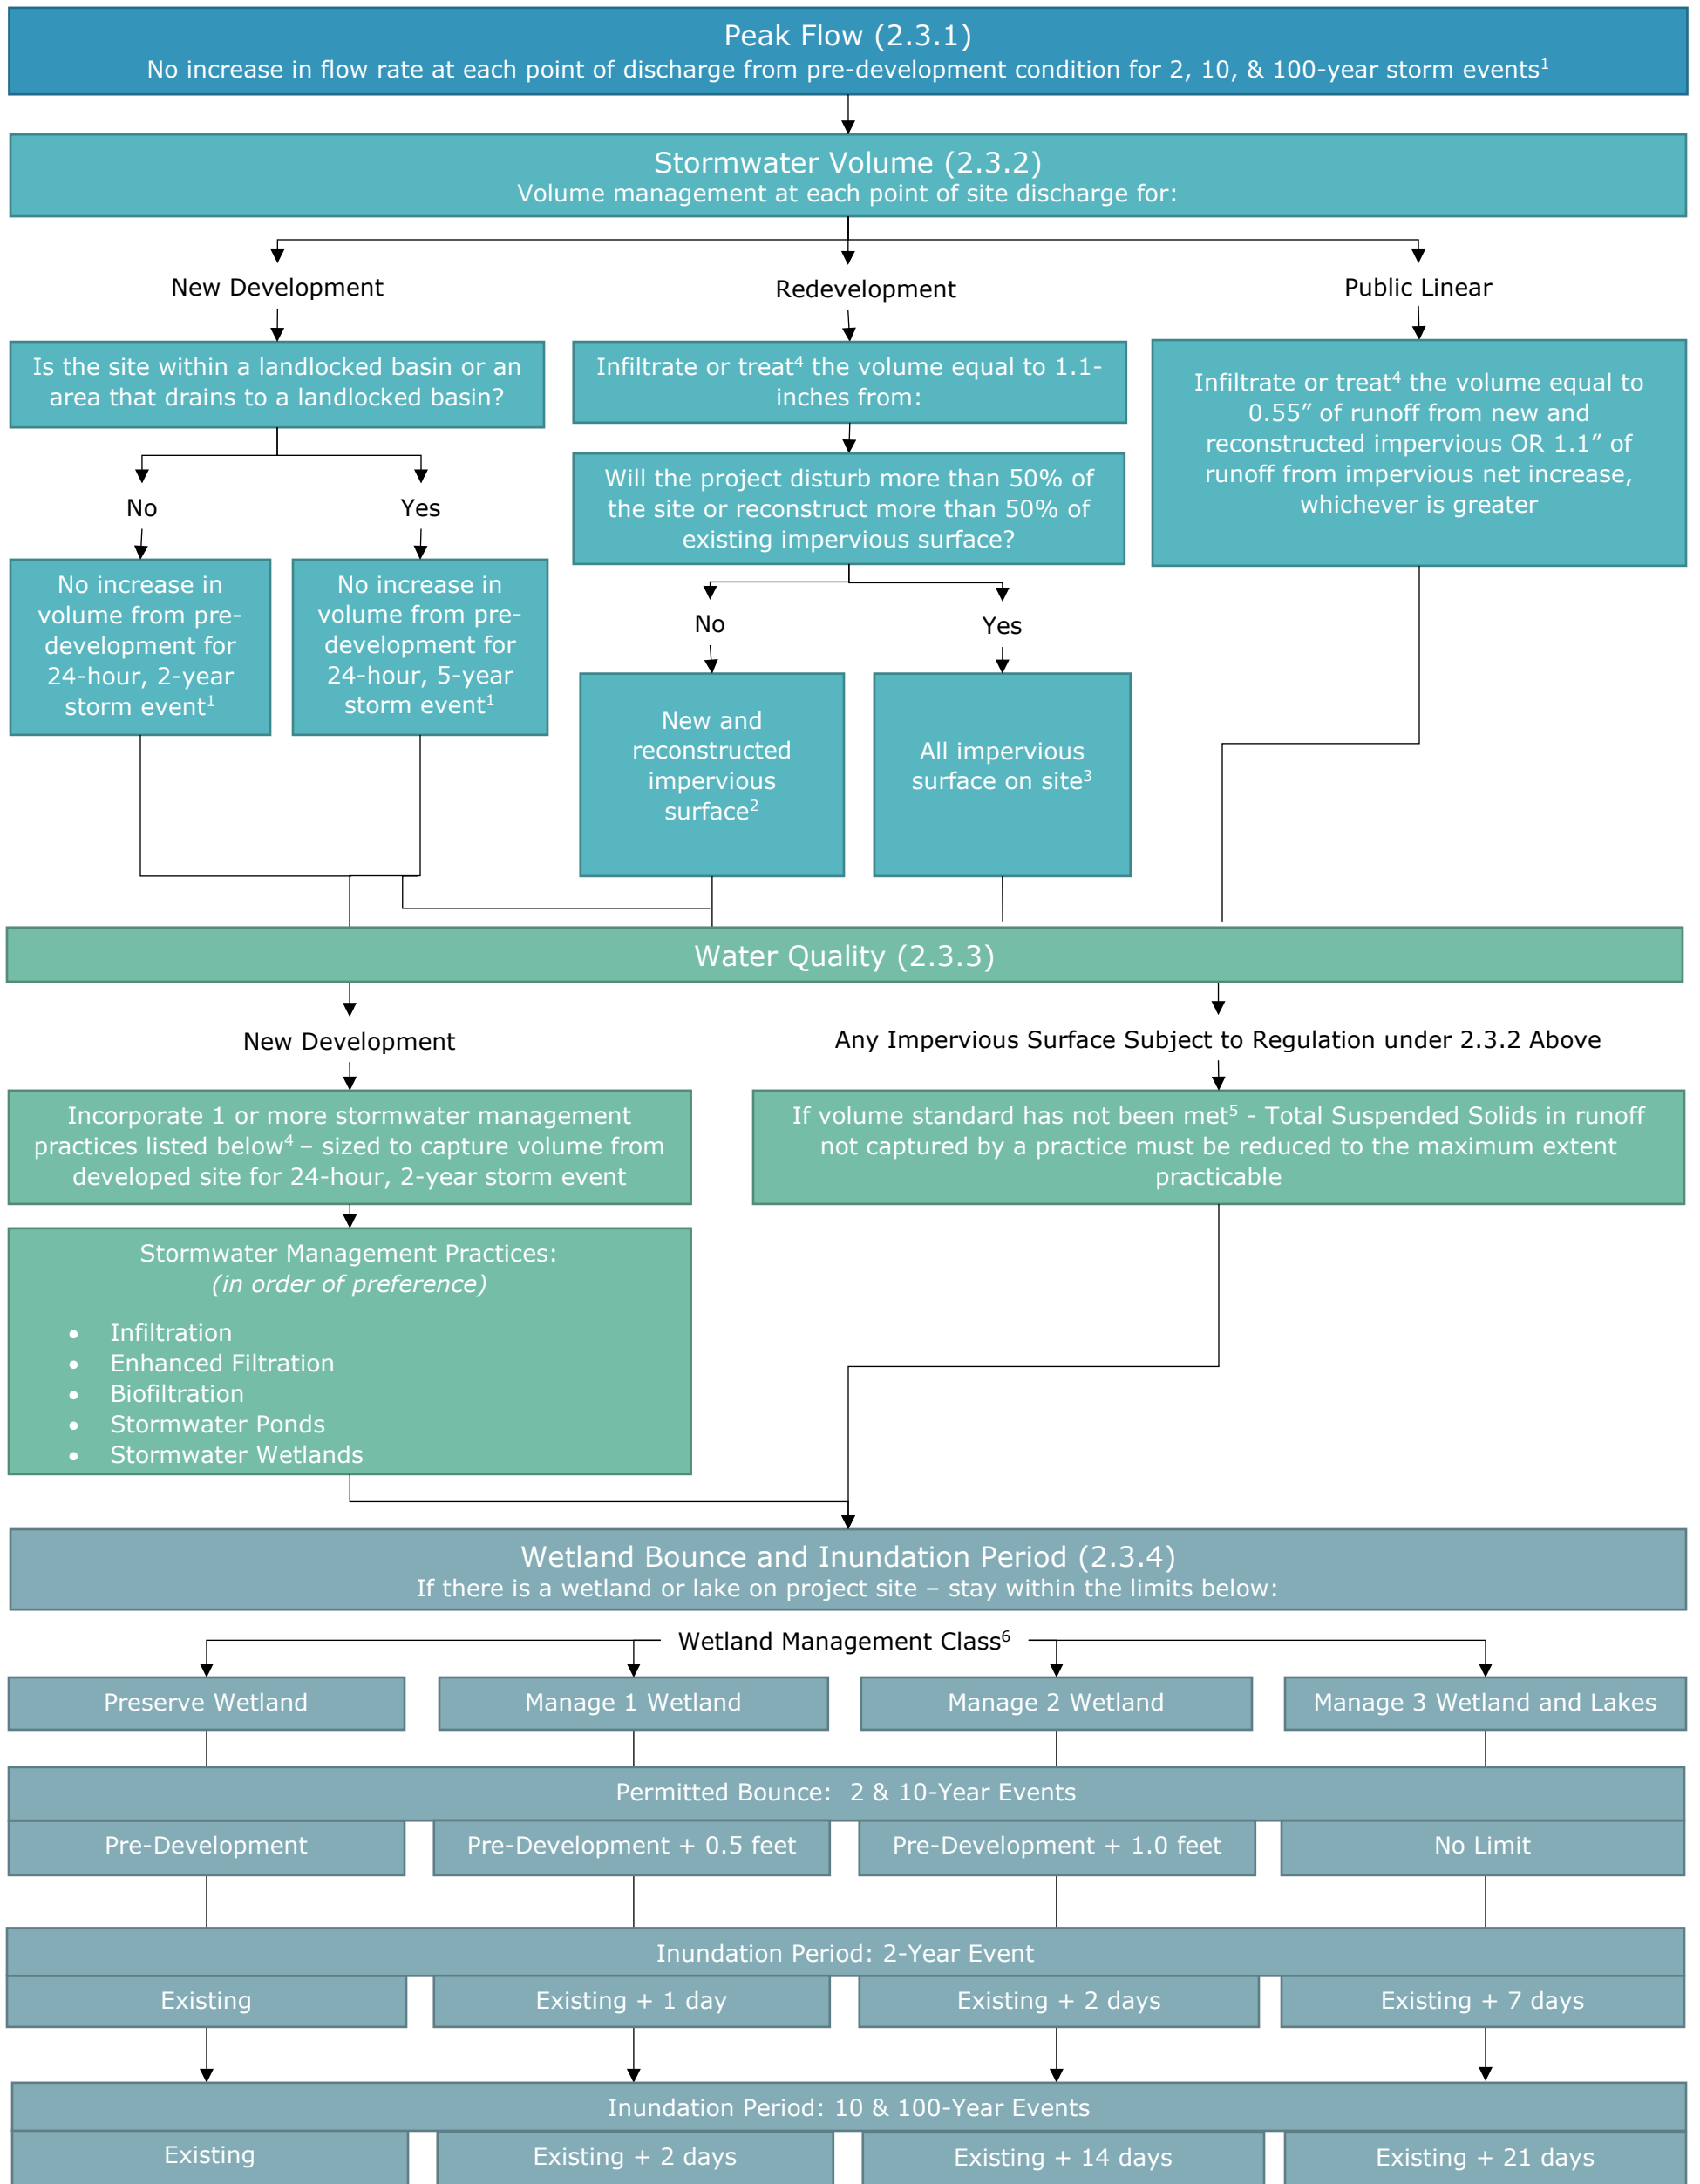 Peak Flow (2.3.1)
No increase in flow rate at each point of discharge from pre-development condition for 2, 10, & 100-year storm events¹
Stormwater Volume (2.3.2)
Volume management at each point of site discharge for:
New Development
Is the site within a landlocked basin or an
area that drains to a landlocked basin?
No
No increase in
volume from pre-
development for
24-hour, 2-year
storm event¹
Yes
No increase in
volume from pre-
development for
24-hour, 5-year
storm event¹
Redevelopment
Infiltrate or treat⁴ the volume equal to 1.1-
inches from:
Will the project disturb more than 50% of
the site or reconstruct more than 50% of
existing impervious surface?
No
New and
reconstructed
impervious
surface²
Yes
All impervious
surface on site³
Public Linear
Infiltrate or treat⁴ the volume equal to
0.55″ of runoff from new and
reconstructed impervious OR 1.1″ of
runoff from impervious net increase,
whichever is greater
Water Quality (2.3.3)
New Development
Incorporate 1 or more stormwater management
practices listed below⁴ – sized to capture volume from
developed site for 24-hour, 2-year storm event
Stormwater Management Practices:
(in order of preference)
• Infiltration
• Enhanced Filtration
• Biofiltration
• Stormwater Ponds
• Stormwater Wetlands
Any Impervious Surface Subject to Regulation under 2.3.2 Above
If volume standard has not been met⁵ - Total Suspended Solids in runoff
not captured by a practice must be reduced to the maximum extent
practicable
Wetland Bounce and Inundation Period (2.3.4)
If there is a wetland or lake on project site – stay within the limits below:
Wetland Management Class⁶
Preserve Wetland
Manage 1 Wetland
Manage 2 Wetland
Manage 3 Wetland and Lakes
Permitted Bounce: 2 & 10-Year Events
Pre-Development
Pre-Development + 0.5 feet
Pre-Development + 1.0 feet
No Limit
Inundation Period: 2-Year Event
Existing
Existing + 1 day
Existing + 2 days
Existing + 7 days
Inundation Period: 10 & 100-Year Events
Existing
Existing + 2 days
Existing + 14 days
Existing + 21 days